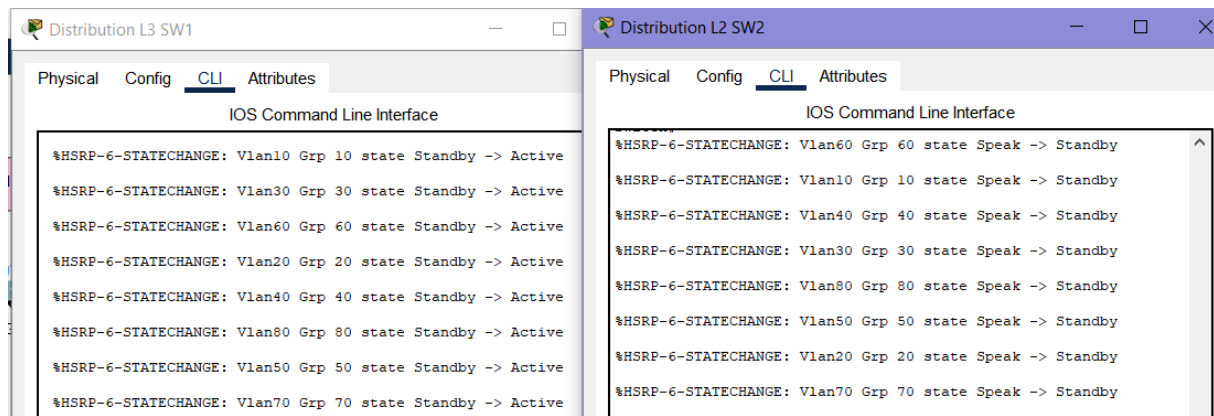 Distribution L3 SW1
Physical Config CLI Attributes
IOS Command Line Interface
%HSRP-6-STATECHANGE: Vlan10 Grp 10 state Standby -> Active
%HSRP-6-STATECHANGE: Vlan30 Grp 30 state Standby -> Active
%HSRP-6-STATECHANGE: Vlan60 Grp 60 state Standby -> Active
%HSRP-6-STATECHANGE: Vlan20 Grp 20 state Standby -> Active
%HSRP-6-STATECHANGE: Vlan40 Grp 40 state Standby -> Active
%HSRP-6-STATECHANGE: Vlan80 Grp 80 state Standby -> Active
%HSRP-6-STATECHANGE: Vlan50 Grp 50 state Standby -> Active
%HSRP-6-STATECHANGE: Vlan70 Grp 70 state Standby -> Active
Distribution L2 SW2
Physical Config CLI Attributes
IOS Command Line Interface
%HSRP-6-STATECHANGE: Vlan60 Grp 60 state Speak -> Standby
%HSRP-6-STATECHANGE: Vlan10 Grp 10 state Speak -> Standby
%HSRP-6-STATECHANGE: Vlan40 Grp 40 state Speak -> Standby
%HSRP-6-STATECHANGE: Vlan30 Grp 30 state Speak -> Standby
%HSRP-6-STATECHANGE: Vlan80 Grp 80 state Speak -> Standby
%HSRP-6-STATECHANGE: Vlan50 Grp 50 state Speak -> Standby
%HSRP-6-STATECHANGE: Vlan20 Grp 20 state Speak -> Standby
%HSRP-6-STATECHANGE: Vlan70 Grp 70 state Speak -> Standby